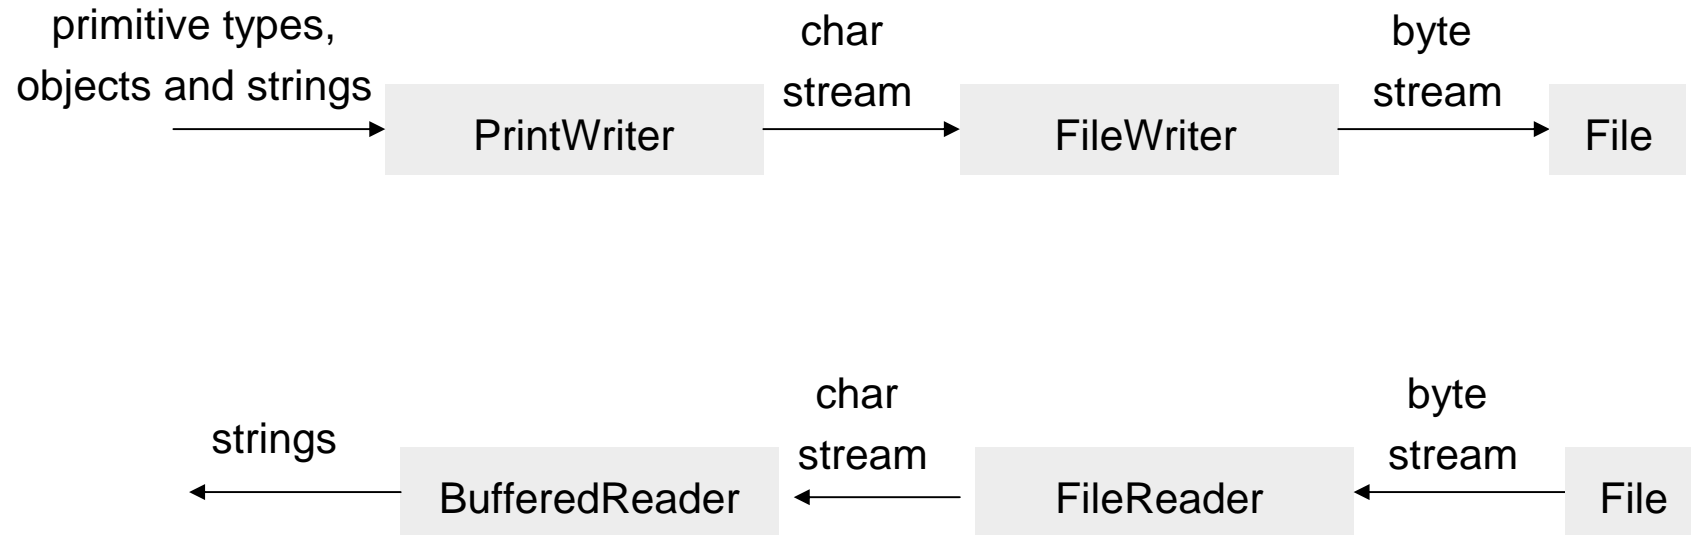 primitive types,
objects and strings
char
stream
byte
stream
PrintWriter
FileWriter
File
strings
char
stream
byte
stream
BufferedReader
FileReader
File